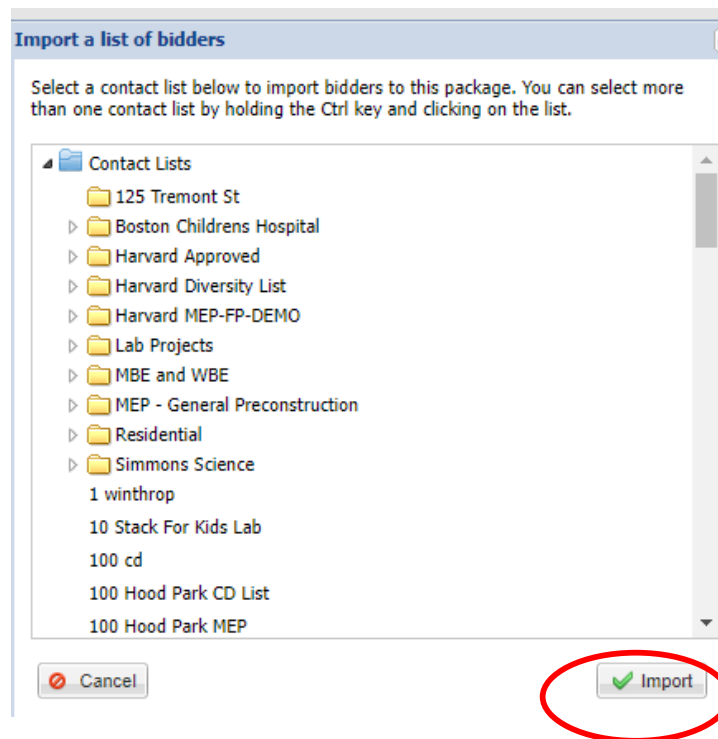 Import a list of bidders
Select a contact list below to import bidders to this package. You can select more
than one contact list by holding the Ctrl key and clicking on the list.
Contact Lists
125 Tremont St
Boston Childrens Hospital
Harvard Approved
Harvard Diversity List
Harvard MEP-FP-DEMO
Lab Projects
MBE and WBE
MEP - General Preconstruction
Residential
Simmons Science
1 winthrop
10 Stack For Kids Lab
100 cd
100 Hood Park CD List
100 Hood Park MEP
Cancel Import